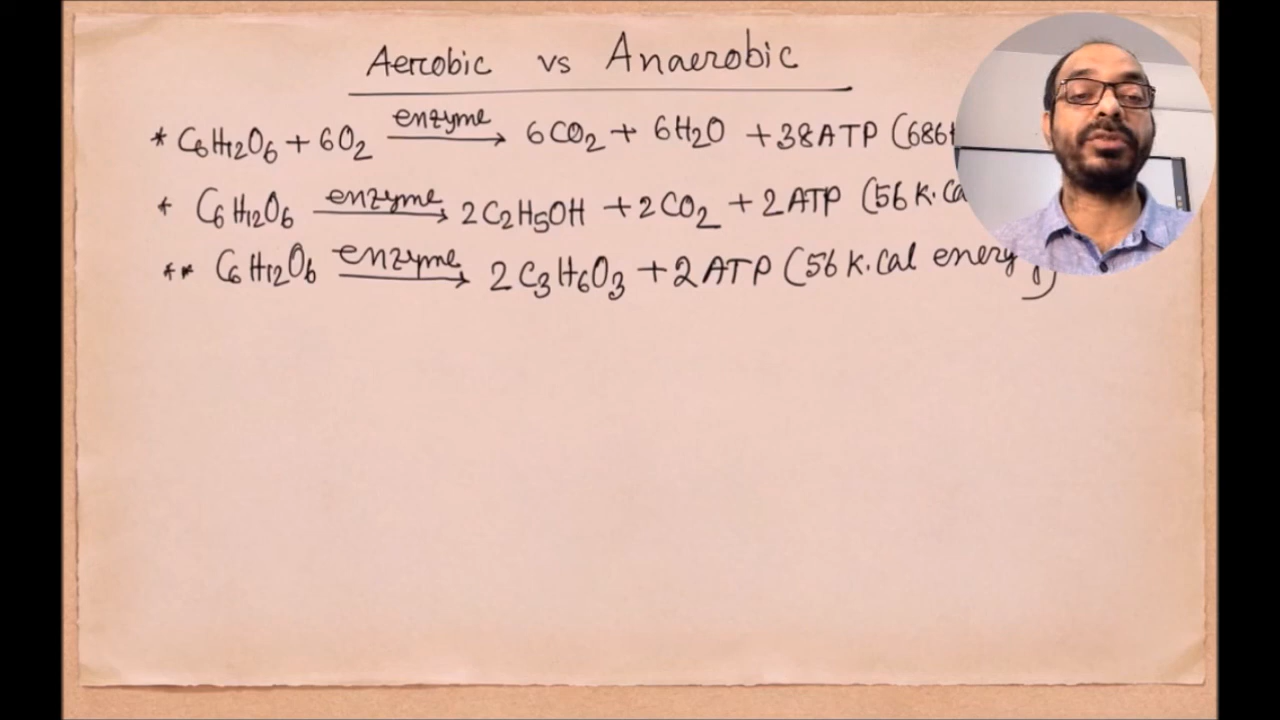 Aerobic vs Anaerobic
* C6H12O6 + 6O2 enzyme → 6CO2 + 6H2O + 38ATP (686
* C6H12O6 enzyme → 2C2H5OH + 2CO2 + 2ATP (56 K.Ca
** C6H12O6 enzyme → 2C3H6O3 + 2ATP (56 K.Cal energy)